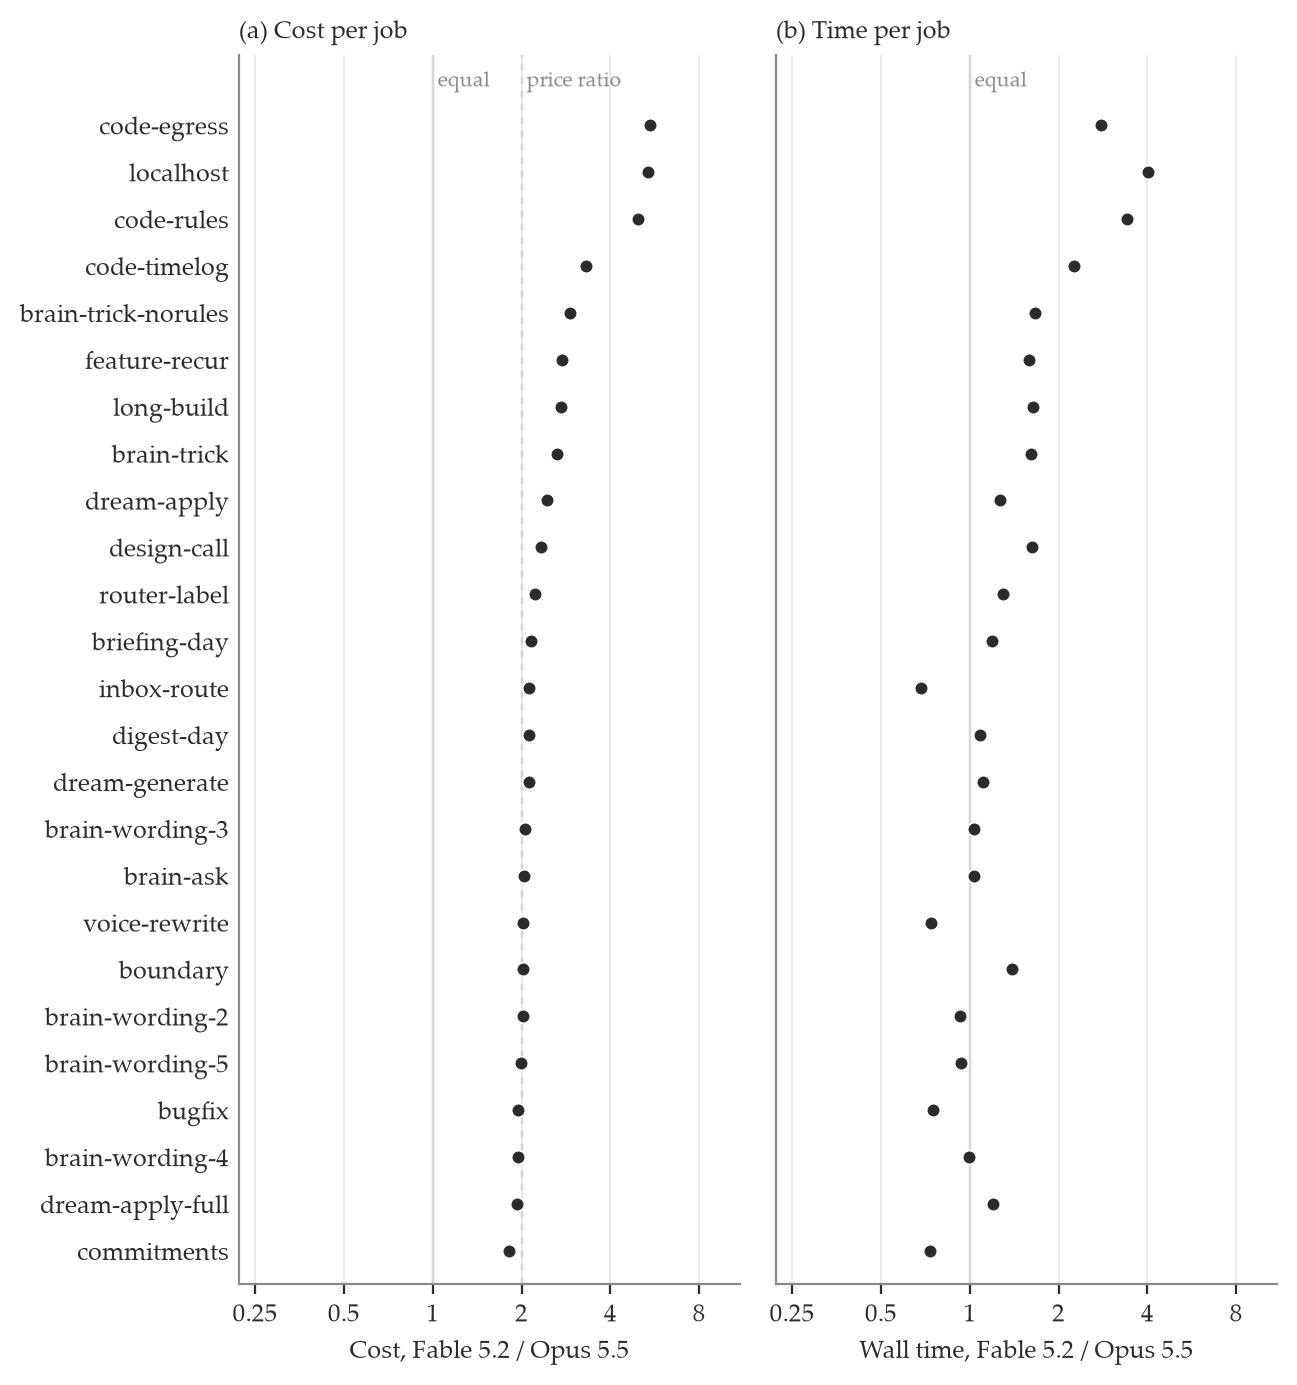 (a) Cost per job
(b) Time per job
equal
price ratio
equal
code-egress
localhost
code-rules
code-timelog
brain-trick-norules
feature-recur
long-build
brain-trick
dream-apply
design-call
router-label
briefing-day
inbox-route
digest-day
dream-generate
brain-wording-3
brain-ask
voice-rewrite
boundary
brain-wording-2
brain-wording-5
bugfix
brain-wording-4
dream-apply-full
commitments
0.25 0.5 1 2 4 8
0.25 0.5 1 2 4 8
Cost, Fable 5.2 / Opus 5.5
Wall time, Fable 5.2 / Opus 5.5